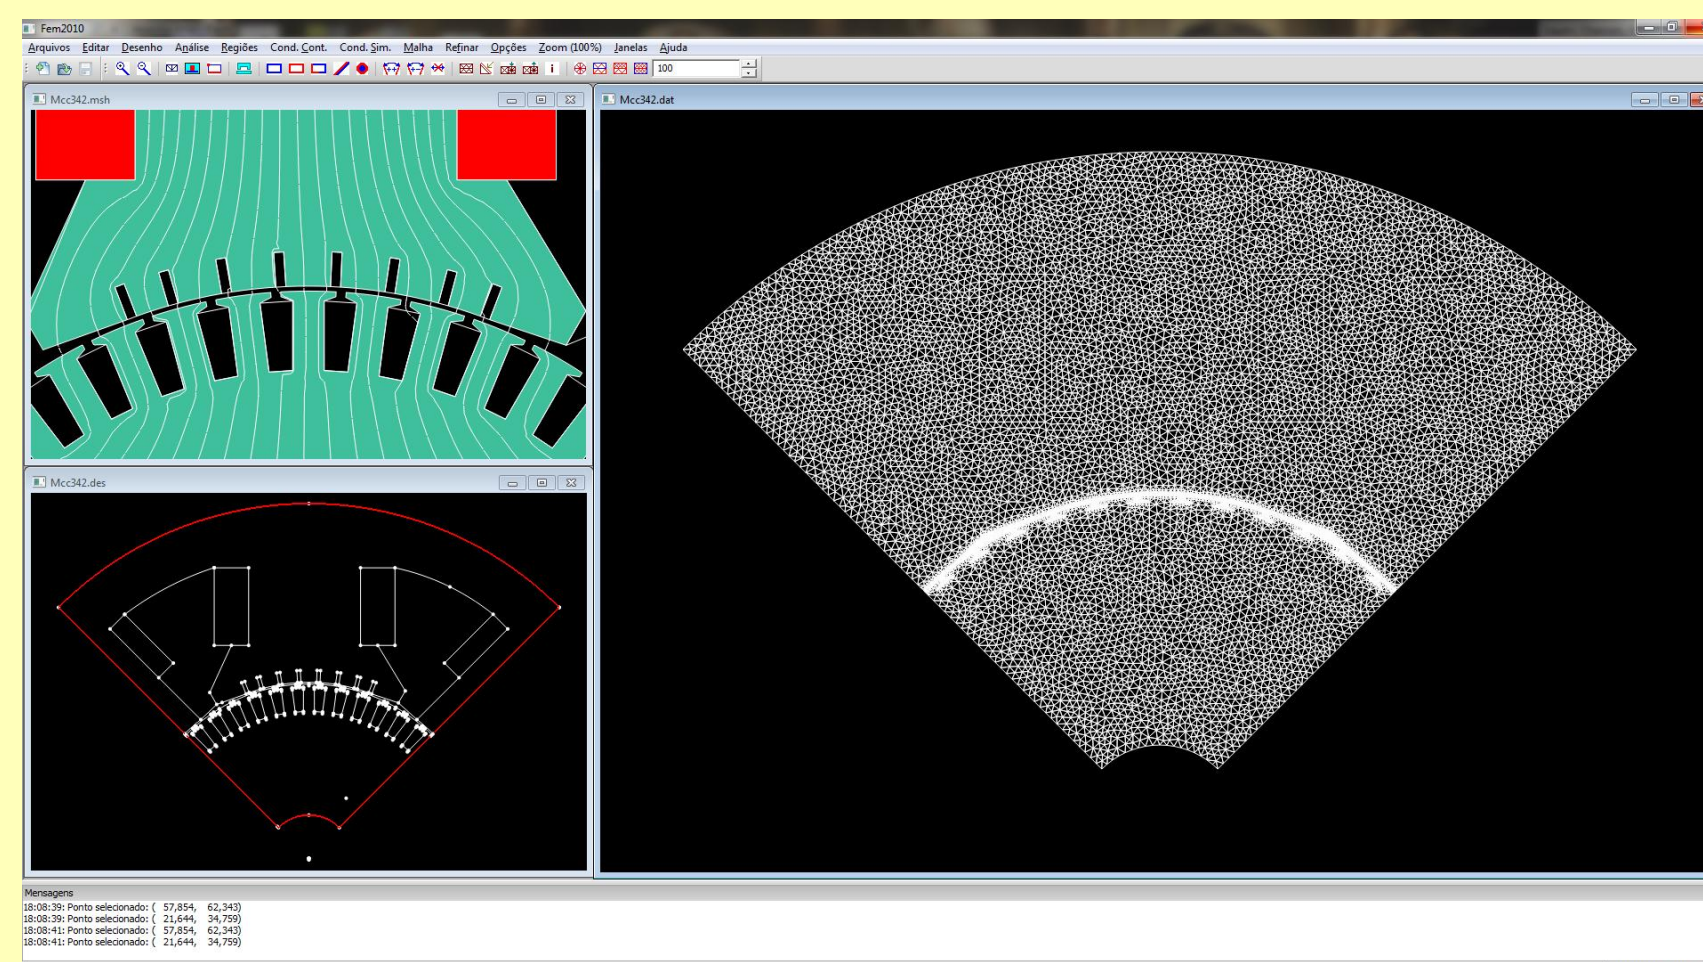 Fem2010
Arquivos Editar Desenho Análise Regiões Cond. Cont. Cond. Sim. Malha Refinar Opções Zoom (100%) Janelas Ajuda
100
Mcc342.msh
Mcc342.dat
Mcc342.des
Mensagens
18:08:39: Ponto selecionado: ( 57,854, 62,343)
18:08:39: Ponto selecionado: ( 21,644, 34,759)
18:08:41: Ponto selecionado: ( 57,854, 62,343)
18:08:41: Ponto selecionado: ( 21,644, 34,759)